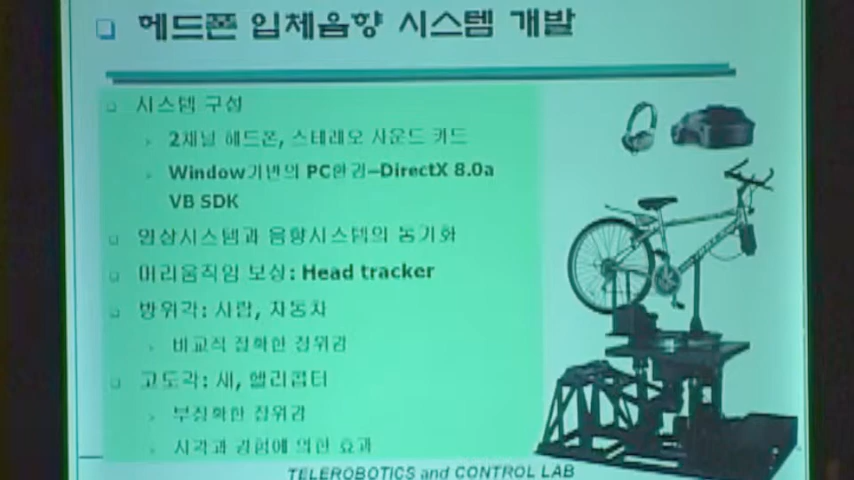 헤드폰 입체음향 시스템 개발
시스템 구성
2채널 헤드폰, 스테레오 사운드 카드
Window기반의 PC환경-DirectX 8.0a
VB SDK
영상시스템과 음향시스템의 동기화
머리움직임 보상: Head tracker
방위각: 사람, 자동차
비교적 정확한 정위감
고도각: 새, 헬리콥터
부정확한 정위감
시각과 경험에 의한 효과
TELEROBOTICS and CONTROL LAB